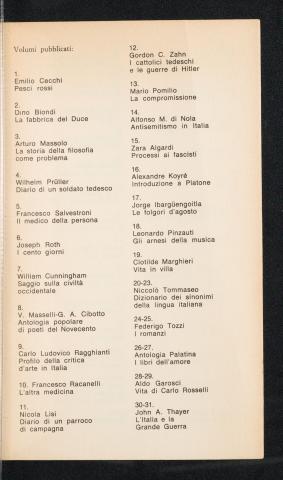 Volumi pubblicati:
1.
Emilio Cecchi
Pesci rossi
2.
Dino Biondi
La fabbrica del Duce
3.
Arturo Massolo
La storia della filosofia
come problema
4.
Wilhelm Prüller
Diario di un soldato tedesco
5.
Francesco Salvestroni
Il medico della persona
6.
Joseph Roth
I cento giorni
7.
William Cunningham
Saggio sulla civiltà
occidentale
8.
V. Masselli-G. A. Cibotto
Antologia popolare
di poeti del Novecento
9.
Carlo Ludovico Ragghianti
Profilo della critica
d'arte in Italia
10. Francesco Racanelli
L'altra medicina
11.
Nicola Lisi
Diario di un parroco
di campagna
12.
Gordon C. Zahn
I cattolici tedeschi
e le guerre di Hitler
13.
Mario Pomilio
La compromissione
14.
Alfonso M. di Nola
Antisemitismo in Italia
15.
Zara Algardi
Processi ai fascisti
16.
Alexandre Koyré
Introduzione a Platone
17.
Jorge Ibargüengoitia
Le folgori d'agosto
18.
Leonardo Pinzauti
Gli arnesi della musica
19.
Clotilde Marghieri
Vita in villa
20-23.
Niccolò Tommaseo
Dizionario dei sinonimi
della lingua italiana
24-25.
Federigo Tozzi
I romanzi
26-27.
Antologia Palatina
I libri dell'amore
28-29.
Aldo Garosci
Vita di Carlo Rosselli
30-31.
John A. Thayer
L'Italia e la
Grande Guerra